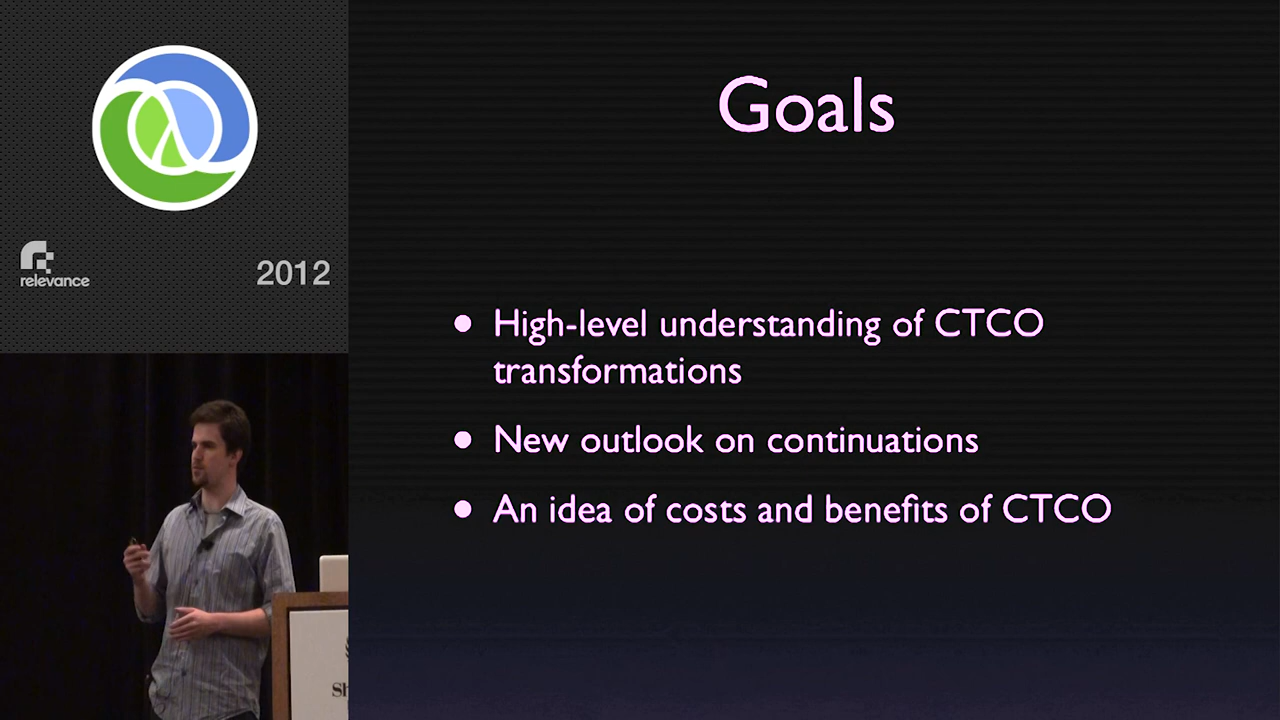 relevance
2012
Goals
• High-level understanding of CTCO
transformations
• New outlook on continuations
• An idea of costs and benefits of CTCO
Sh